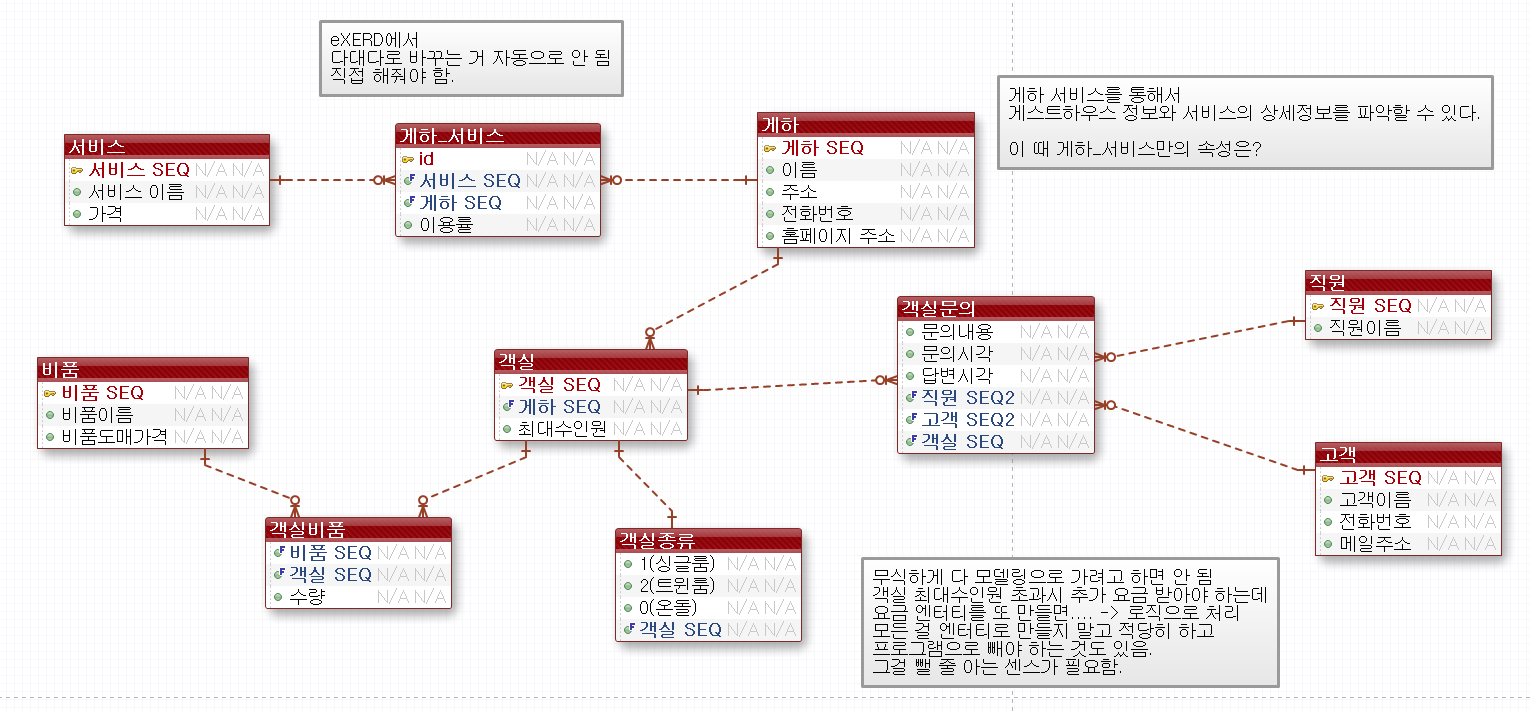 eXERD에서
다대다로 바꾸는 거 자동으로 안 됨
직접 해줘야 함.
게하 서비스를 통해서
게스트하우스 정보와 서비스의 상세정보를 파악할 수 있다.
이 때 게하_서비스만의 속성은?
서비스
서비스 SEQ N/A N/A
서비스 이름 N/A N/A
가격 N/A N/A
게하_서비스
id N/A N/A
서비스 SEQ N/A N/A
게하 SEQ N/A N/A
이용률 N/A N/A
게하
게하 SEQ N/A N/A
이름 N/A N/A
주소 N/A N/A
전화번호 N/A N/A
홈페이지 주소 N/A N/A
직원
직원 SEQ N/A N/A
직원이름 N/A N/A
객실문의
문의내용 N/A N/A
문의시각 N/A N/A
답변시각 N/A N/A
직원 SEQ2 N/A N/A
고객 SEQ2 N/A N/A
객실 SEQ N/A N/A
비품
비품 SEQ N/A N/A
비품이름 N/A N/A
비품도매가격 N/A N/A
객실
객실 SEQ N/A N/A
게하 SEQ N/A N/A
최대수인원 N/A N/A
고객
고객 SEQ N/A N/A
고객이름 N/A N/A
전화번호 N/A N/A
메일주소 N/A N/A
객실비품
비품 SEQ N/A N/A
객실 SEQ N/A N/A
수량 N/A N/A
객실종류
1(싱글룸) N/A N/A
2(트윈룸) N/A N/A
0(온돌) N/A N/A
객실 SEQ N/A N/A
무식하게 다 모델링으로 가려고 하면 안 됨
객실 최대수인원 초과시 추가 요금 받아야 하는데
요금 엔터티를 또 만들면.... -> 로직으로 처리
모든 걸 엔터티로 만들지 말고 적당히 하고
프로그램으로 빼야 하는 것도 있음.
그걸 뺄 줄 아는 센스가 필요함.